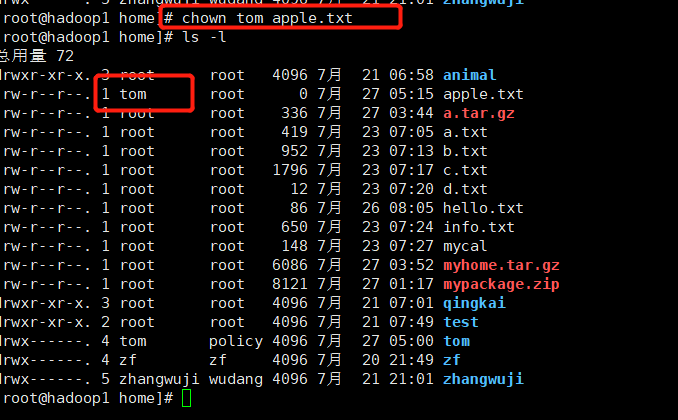 drwx------. 5 zhangwuji wudang 4096 7月 21 21:01 zhangwuji
root@hadoop1 home]# chown tom apple.txt
root@hadoop1 home]# ls -l
总用量 72
drwxr-xr-x. 3 root root 4096 7月 21 06:58 animal
rw-r--r--. 1 tom root 0 7月 27 05:15 apple.txt
rw-r--r--. 1 root root 336 7月 27 03:44 a.tar.gz
rw-r--r--. 1 root root 419 7月 23 07:05 a.txt
rw-r--r--. 1 root root 952 7月 23 07:13 b.txt
rw-r--r--. 1 root root 1796 7月 23 07:17 c.txt
rw-r--r--. 1 root root 12 7月 23 07:20 d.txt
rw-r--r--. 1 root root 86 7月 26 08:05 hello.txt
rw-r--r--. 1 root root 650 7月 23 07:24 info.txt
rw-r--r--. 1 root root 148 7月 23 07:27 mycal
rw-r--r--. 1 root root 6086 7月 27 03:52 myhome.tar.gz
rw-r--r--. 1 root root 8121 7月 27 01:17 mypackage.zip
drwxr-xr-x. 3 root root 4096 7月 21 07:01 qingkai
drwxr-xr-x. 2 root root 4096 7月 21 07:49 test
drwx------. 4 tom policy 4096 7月 27 05:00 tom
drwx------. 4 zf zf 4096 7月 20 21:49 zf
drwx------. 5 zhangwuji wudang 4096 7月 21 21:01 zhangwuji
root@hadoop1 home]#